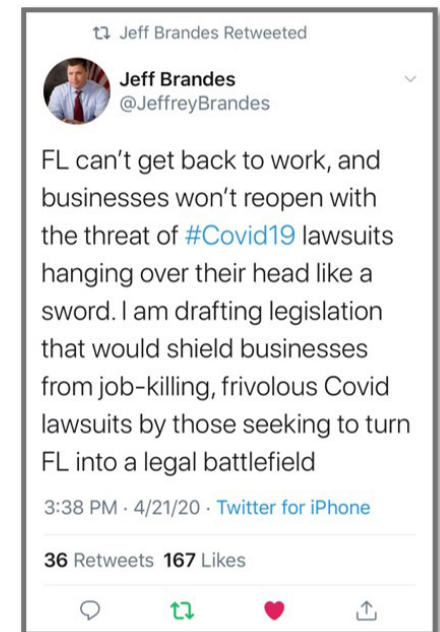 Jeff Brandes Retweeted
Jeff Brandes
@JeffreyBrandes
FL can't get back to work, and
businesses won't reopen with
the threat of #Covid19 lawsuits
hanging over their head like a
sword. I am drafting legislation
that would shield businesses
from job-killing, frivolous Covid
lawsuits by those seeking to turn
FL into a legal battlefield
3:38 PM · 4/21/20 · Twitter for iPhone
36 Retweets 167 Likes